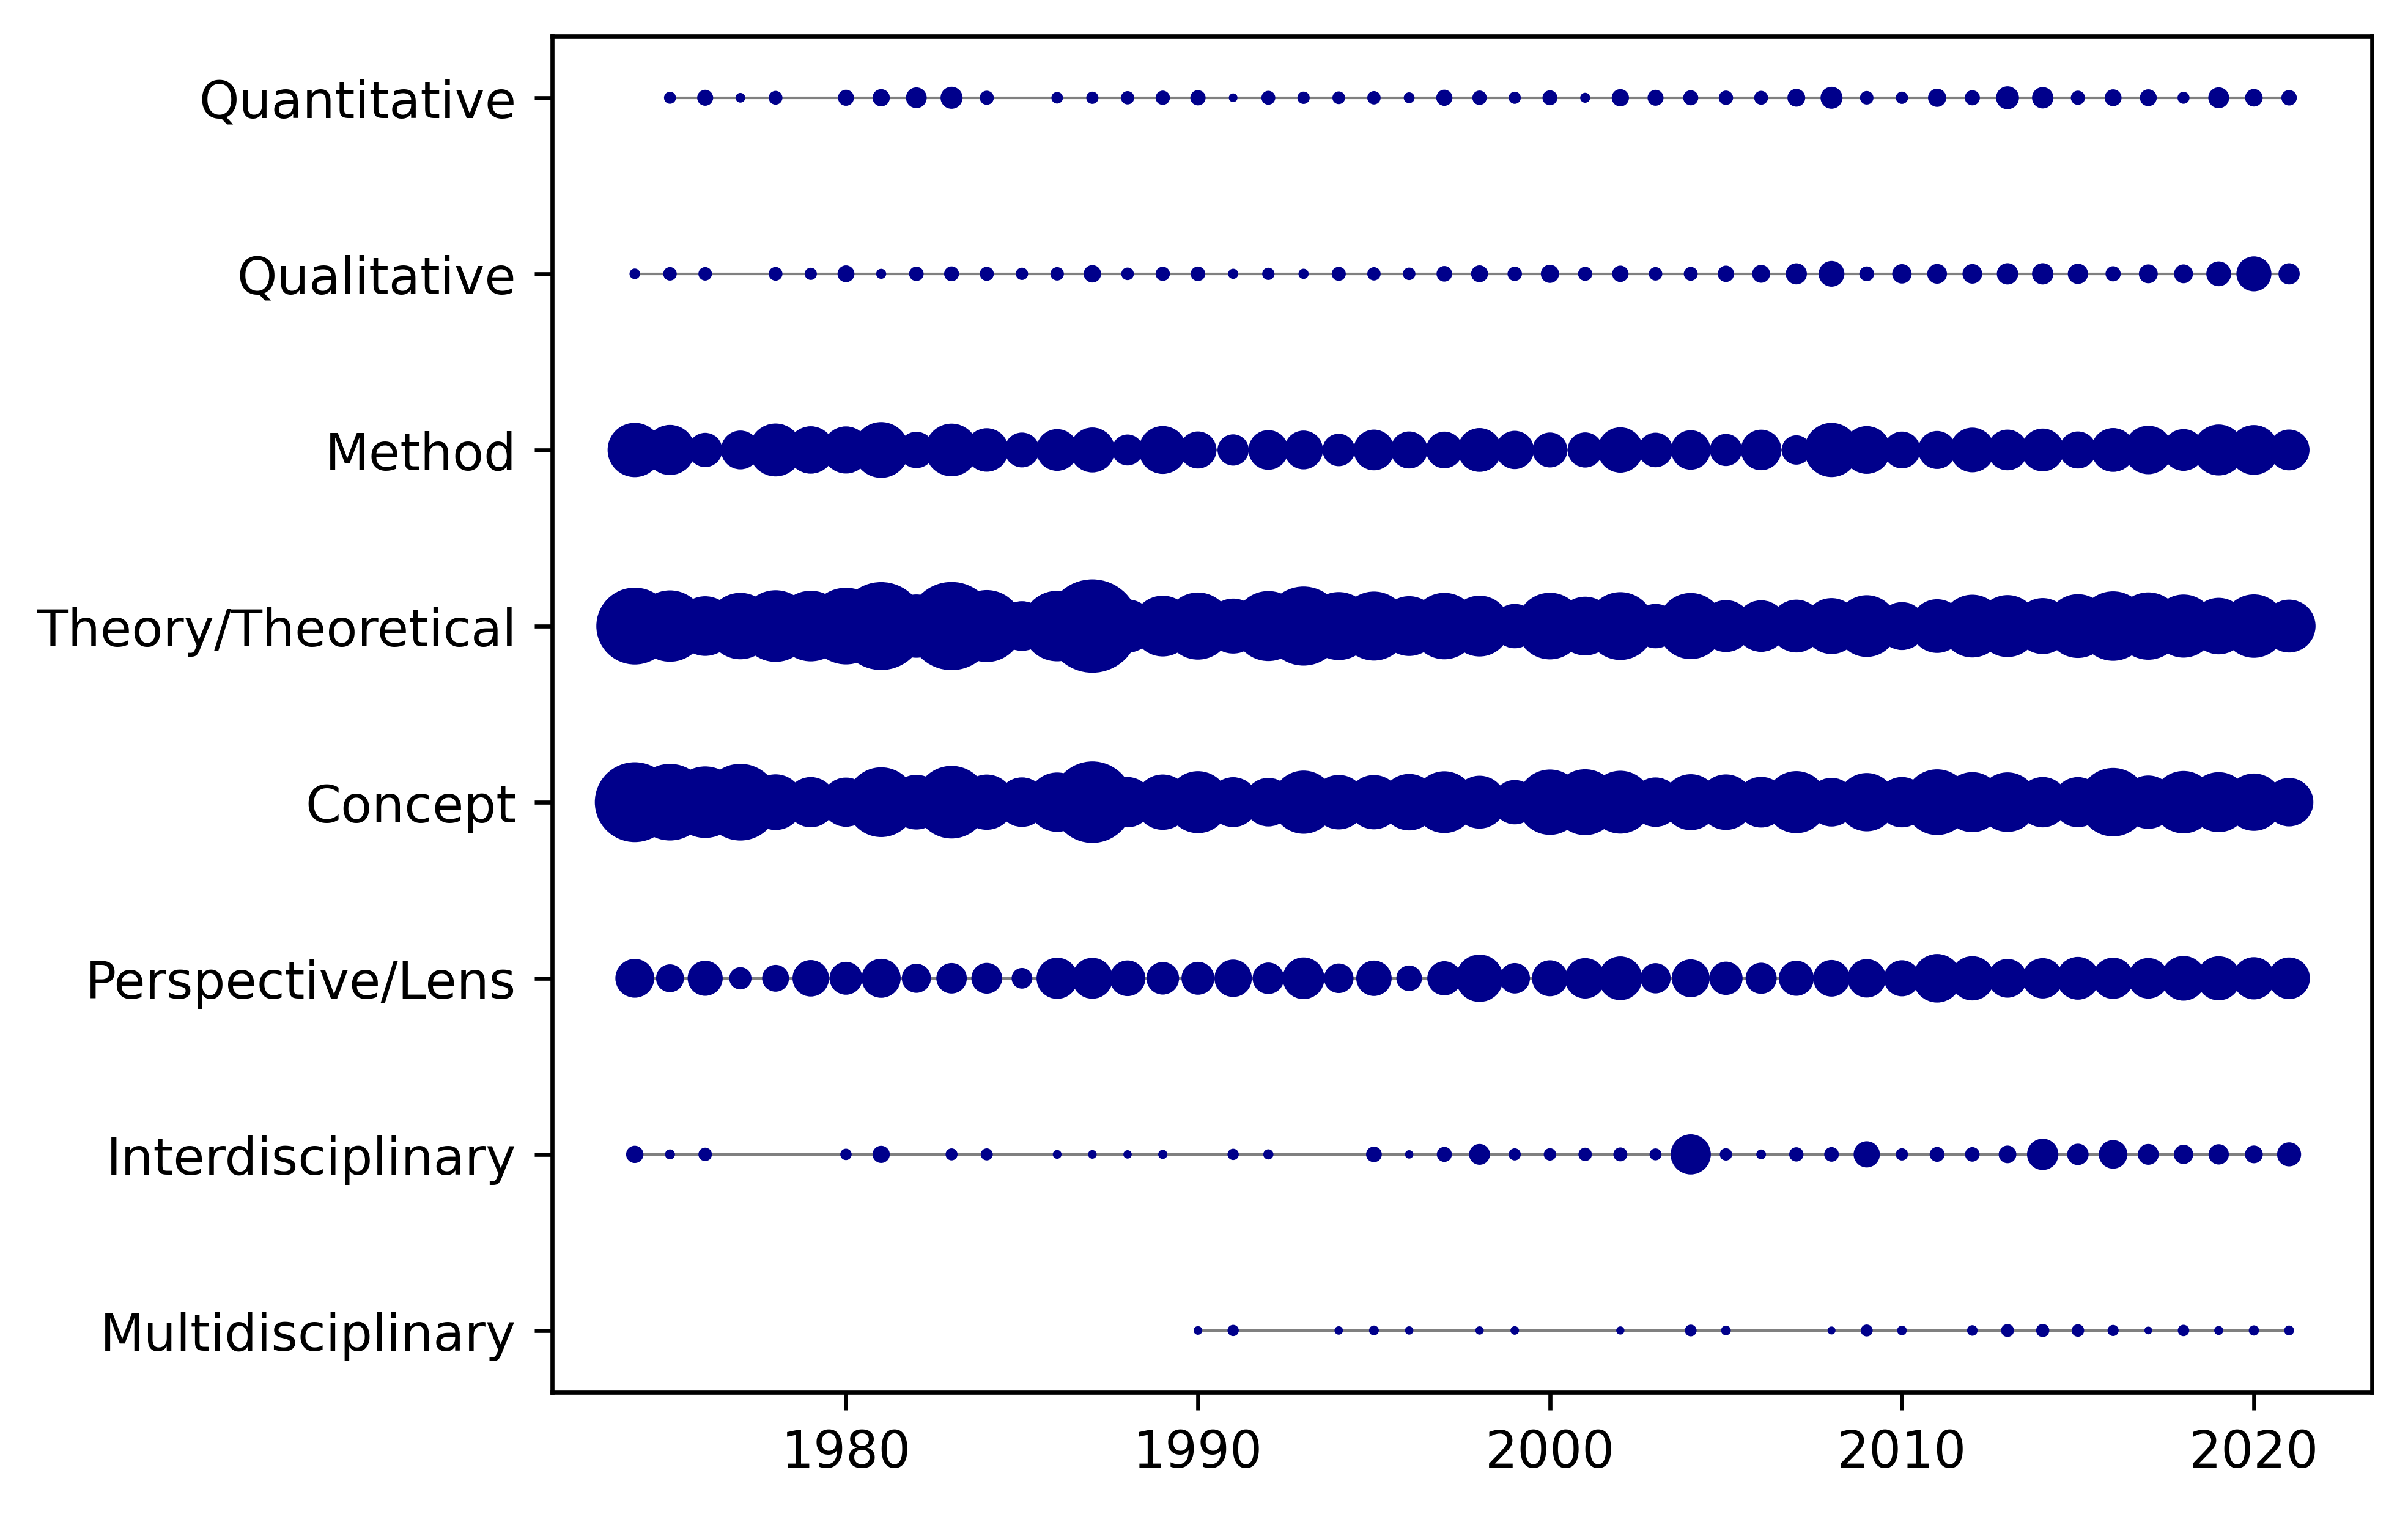 Quantitative
Qualitative
Method
Theory/Theoretical
Concept
Perspective/Lens
Interdisciplinary
Multidisciplinary
1980 1990 2000 2010 2020